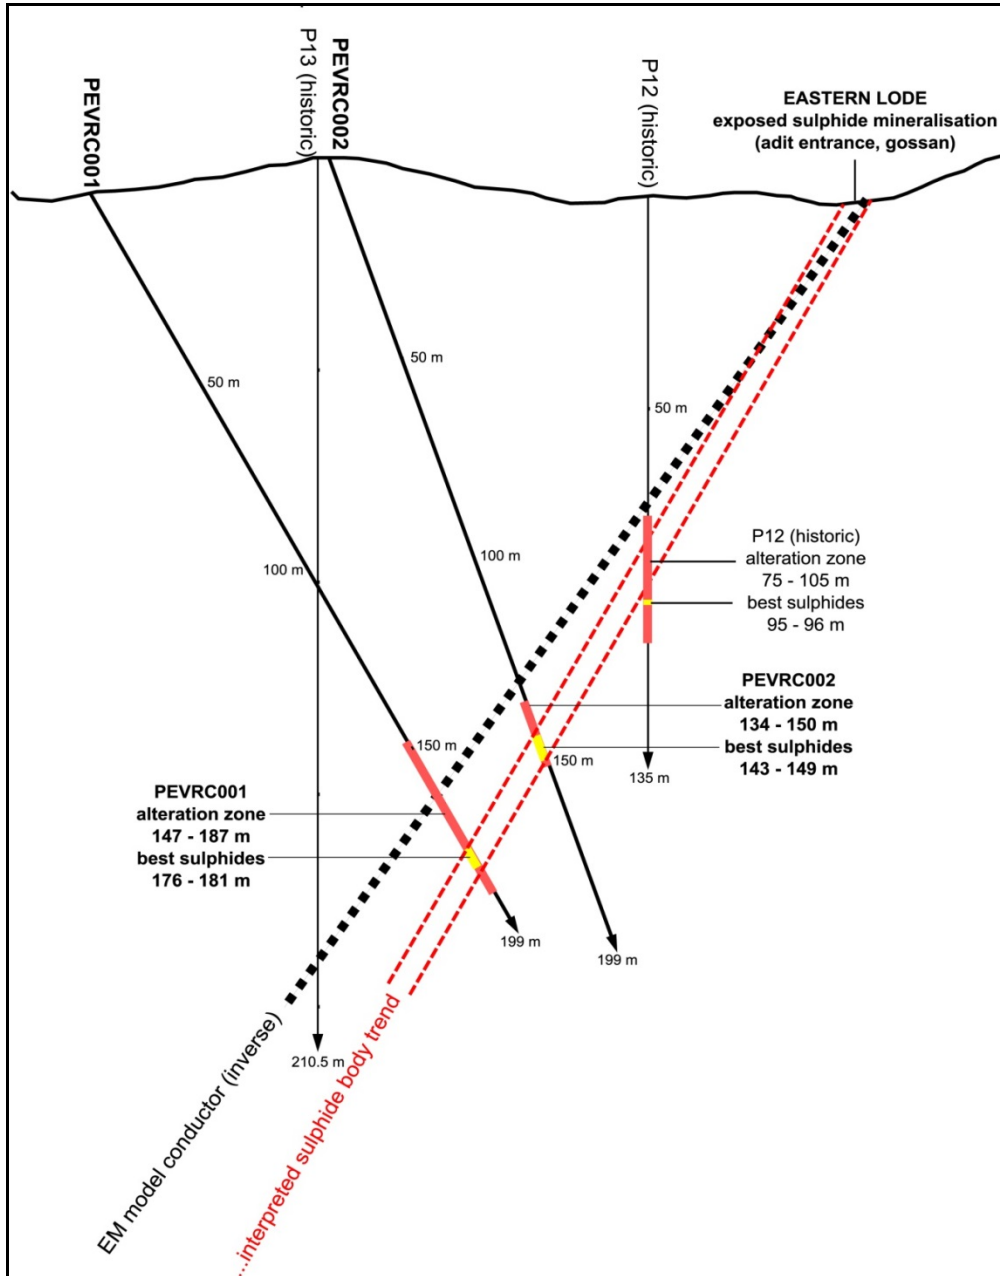 PEVRC001
P13 (historic)
PEVRC002
P12 (historic)
EASTERN LODE
exposed sulphide mineralisation
(adit entrance, gossan)
50 m
50 m
50 m
100 m
100 m
P12 (historic)
alteration zone
75 - 105 m
best sulphides
95 - 96 m
PEVRC002
alteration zone
134 - 150 m
best sulphides
143 - 149 m
150 m
150 m
135 m
PEVRC001
alteration zone
147 - 187 m
best sulphides
176 - 181 m
199 m
199 m
210.5 m
EM model conductor (inverse)
...interpreted sulphide body trend